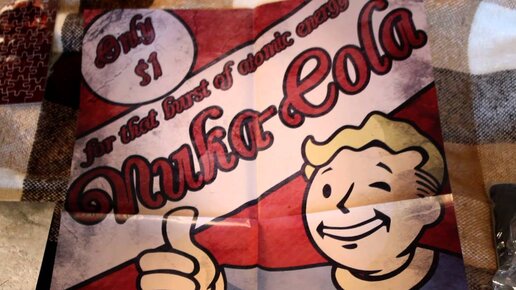 Only
$1
for that burst of atomic energy
Nuka-Cola